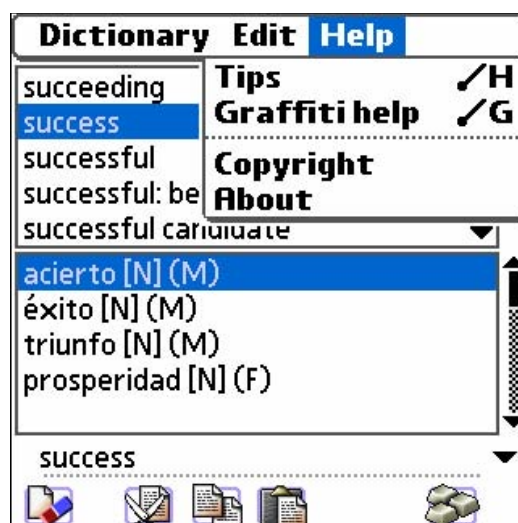 Dictionary Edit Help
Tips /H
Graffiti help /G
Copyright
About
succeeding
success
successful
successful: be
successful candidate
acierto [N] (M)
éxito [N] (M)
triunfo [N] (M)
prosperidad [N] (F)
success